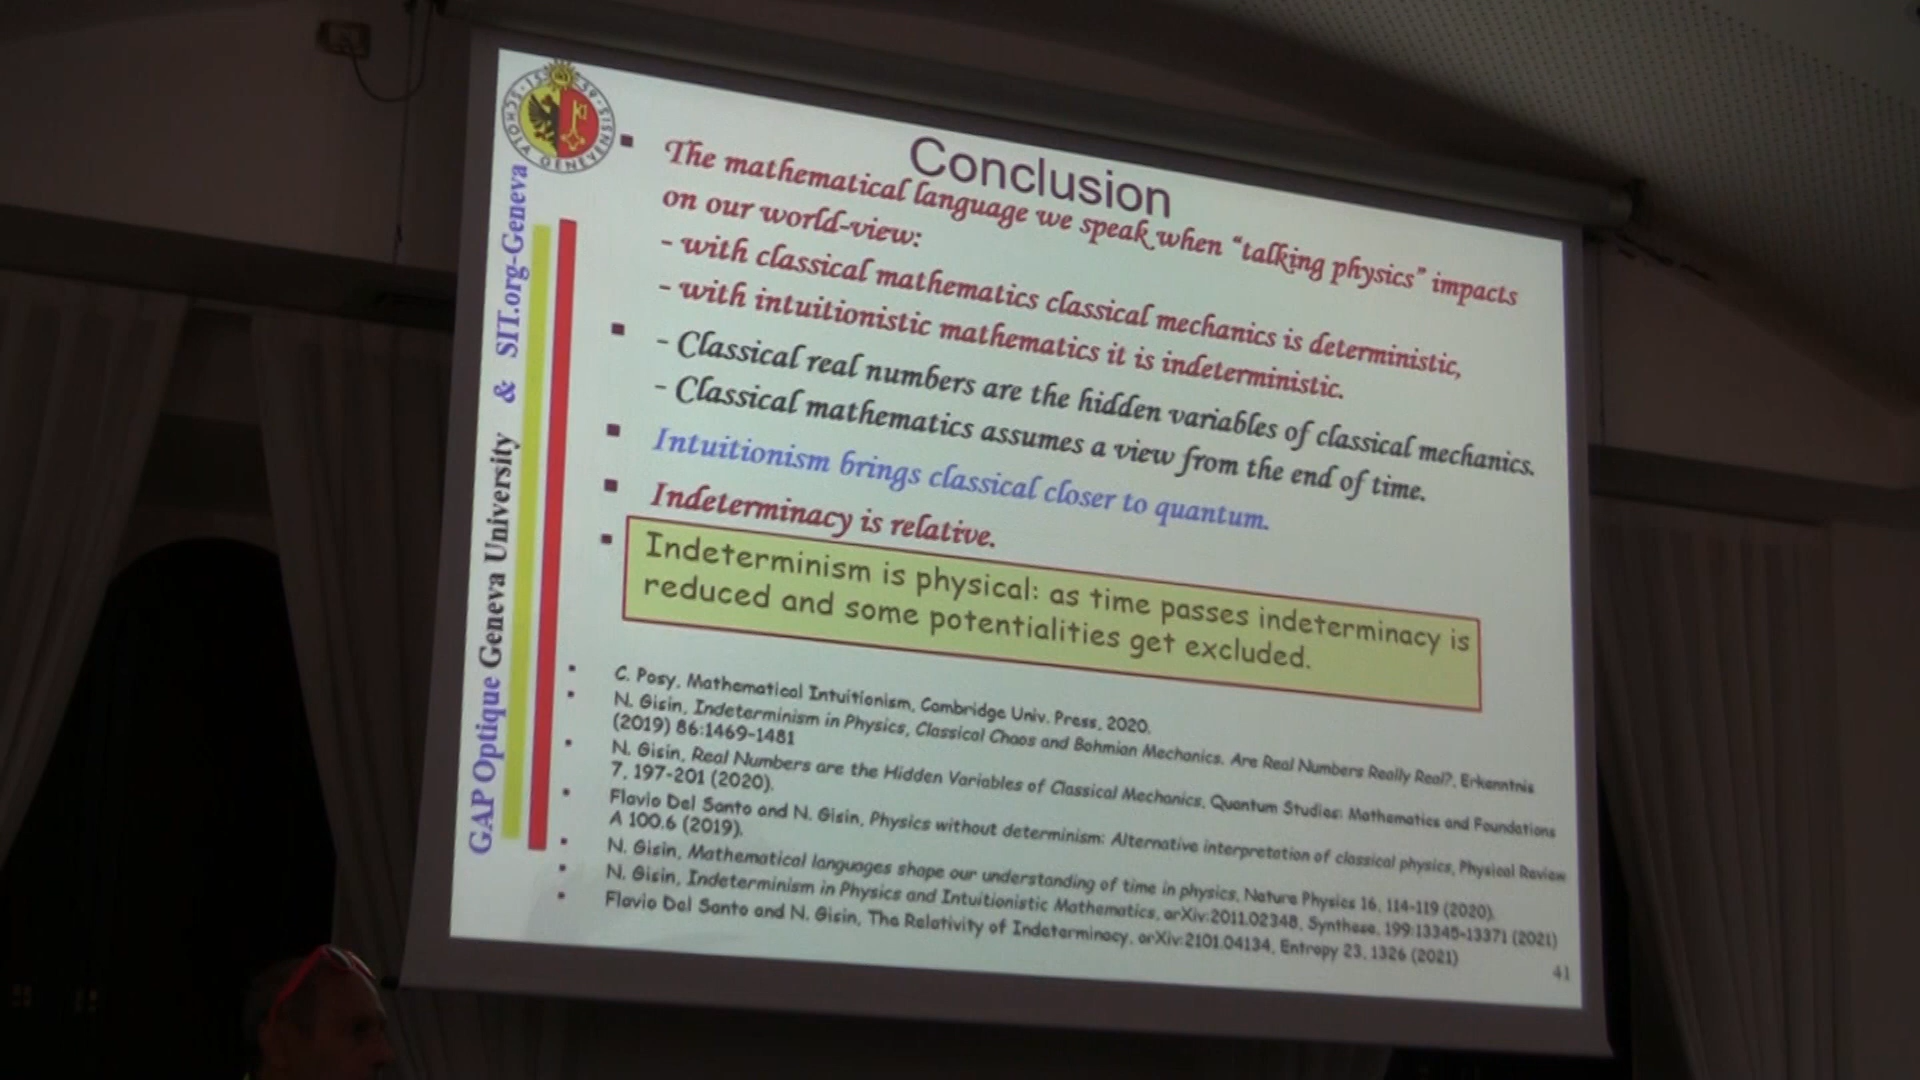 SCHOLA GENEVENSIS
Conclusion
The mathematical language we speak when “talking physics” impacts
on our world-view:
- with classical mathematics classical mechanics is deterministic,
- with intuitionistic mathematics it is indeterministic.
- Classical real numbers are the hidden variables of classical mechanics.
- Classical mathematics assumes a view from the end of time.
Intuitionism brings classical closer to quantum.
Indeterminacy is relative.
Indeterminism is physical: as time passes indeterminacy is
reduced and some potentialities get excluded.
C. Posy, Mathematical Intuitionism, Cambridge Univ. Press, 2020.
N. Gisin, Indeterminism in Physics, Classical Chaos and Bohmian Mechanics. Are Real Numbers Really Real?, Erkenntnis
(2019) 86:1469-1481
N. Gisin, Real Numbers are the Hidden Variables of Classical Mechanics, Quantum Studies: Mathematics and Foundations
7, 197-201 (2020).
Flavio Del Santo and N. Gisin, Physics without determinism: Alternative interpretation of classical physics, Physical Review
A 100.6 (2019).
N. Gisin, Mathematical languages shape our understanding of time in physics, Nature Physics 16, 114-119 (2020).
N. Gisin, Indeterminism in Physics and Intuitionistic Mathematics, arXiv:2011.02348, Synthese, 199:13345-13371 (2021)
Flavio Del Santo and N. Gisin, The Relativity of Indeterminacy, arXiv:2101.04134, Entropy 23, 1326 (2021)
41
GAP Optique Geneva University & SIT.org-Geneva